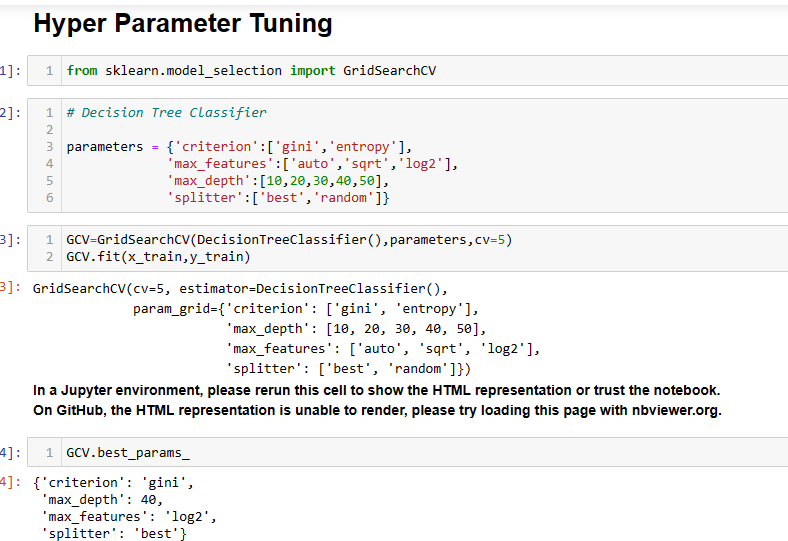 Hyper Parameter Tuning
1]: 1 from sklearn.model_selection import GridSearchCV
2]: 1 # Decision Tree Classifier
2
3 parameters = {'criterion':['gini','entropy'],
4 'max_features':['auto','sqrt','log2'],
5 'max_depth':[10,20,30,40,50],
6 'splitter':['best','random']}
3]: 1 GCV=GridSearchCV(DecisionTreeClassifier(),parameters,cv=5)
2 GCV.fit(x_train,y_train)
3]: GridSearchCV(cv=5, estimator=DecisionTreeClassifier(),
param_grid={'criterion': ['gini', 'entropy'],
'max_depth': [10, 20, 30, 40, 50],
'max_features': ['auto', 'sqrt', 'log2'],
'splitter': ['best', 'random']})
In a Jupyter environment, please rerun this cell to show the HTML representation or trust the notebook.
On GitHub, the HTML representation is unable to render, please try loading this page with nbviewer.org.
4]: 1 GCV.best_params_
4]: {'criterion': 'gini',
'max_depth': 40,
'max_features': 'log2',
'splitter': 'best'}